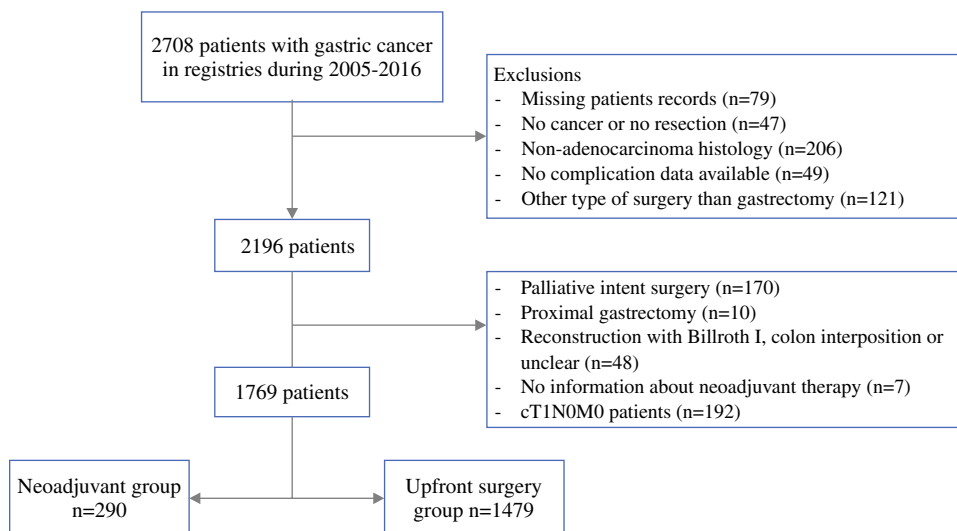 2708 patients with gastric cancer
in registries during 2005-2016
Exclusions
- Missing patients records (n=79)
- No cancer or no resection (n=47)
- Non-adenocarcinoma histology (n=206)
- No complication data available (n=49)
- Other type of surgery than gastrectomy (n=121)
2196 patients
- Palliative intent surgery (n=170)
- Proximal gastrectomy (n=10)
- Reconstruction with Billroth I, colon interposition or
unclear (n=48)
- No information about neoadjuvant therapy (n=7)
- cT1N0M0 patients (n=192)
1769 patients
Neoadjuvant group
n=290
Upfront surgery
group n=1479